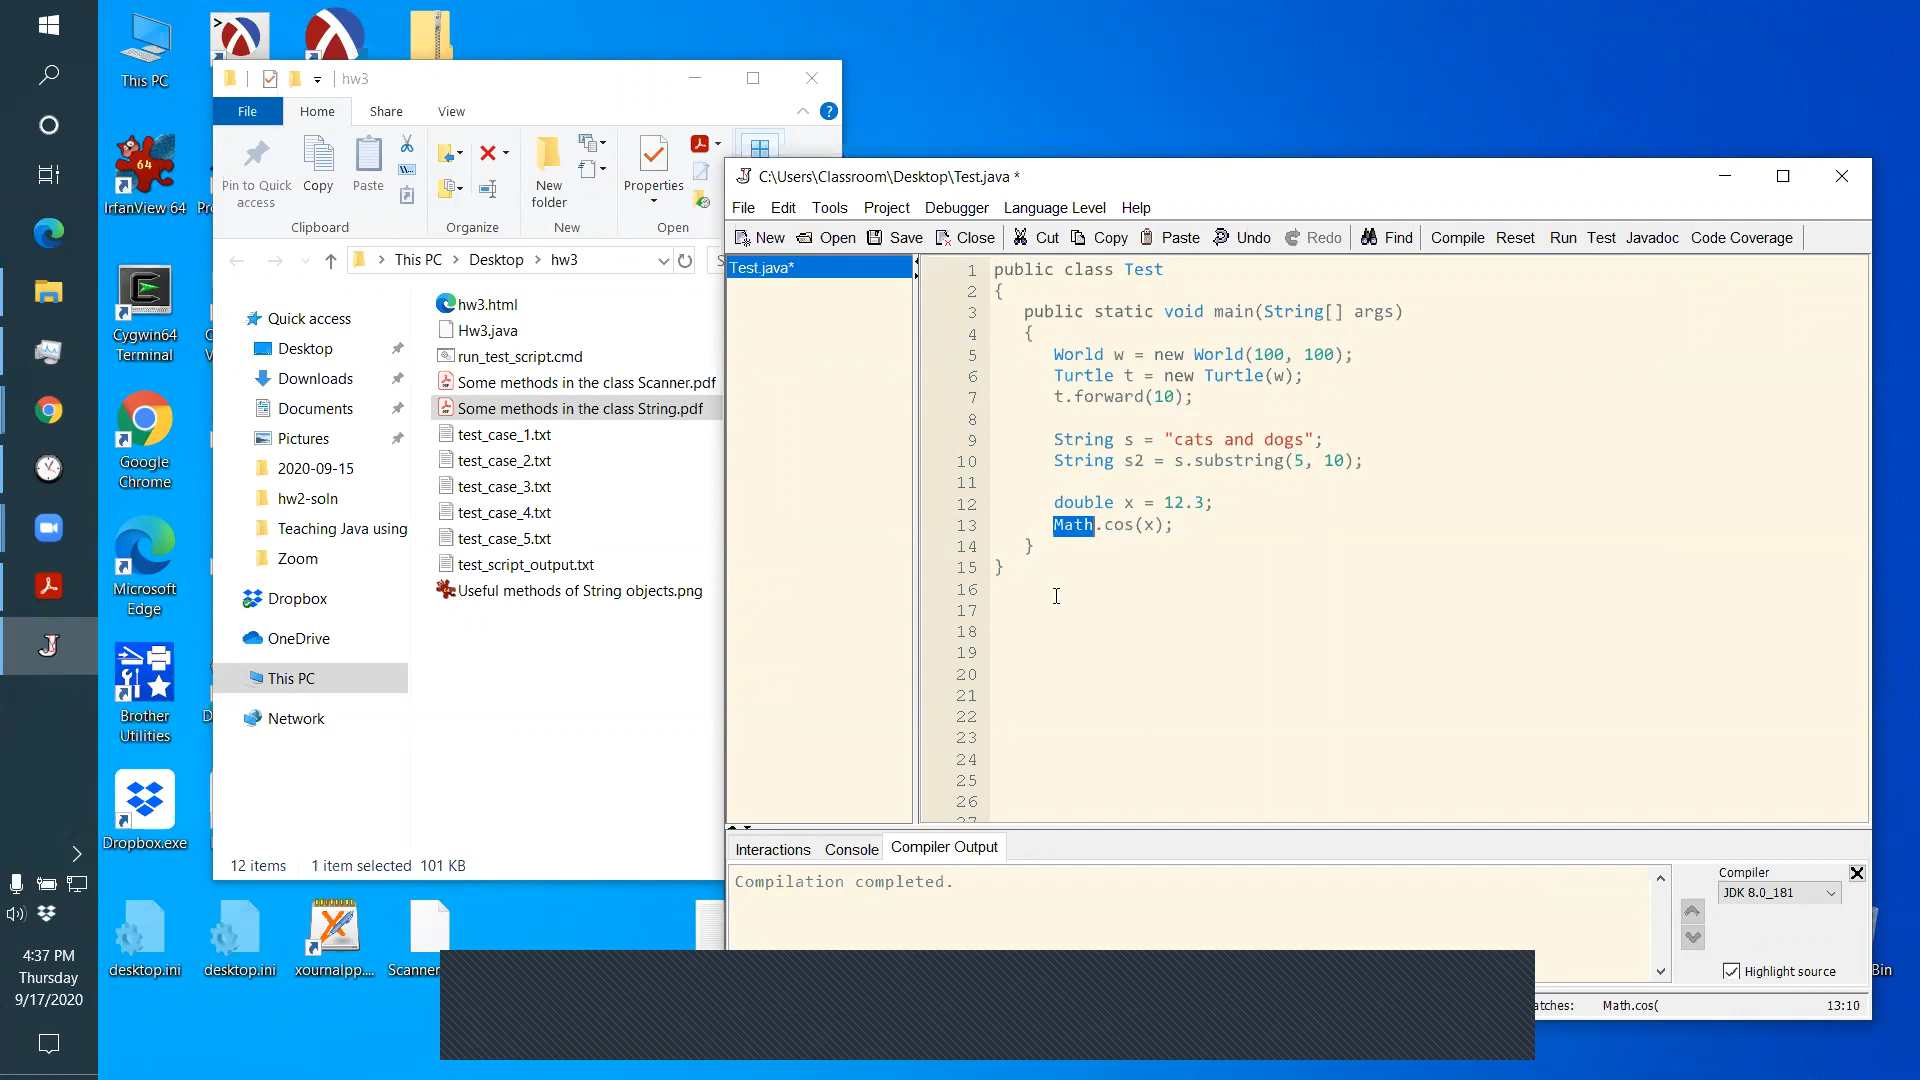 This PC
hw3
File
Home
Share
View
Pin to Quick access
Copy
Paste
New folder
Properties
Clipboard
Organize
New
Open
This PC
Desktop
hw3
Quick access
Desktop
Downloads
Documents
Pictures
2020-09-15
hw2-soln
Teaching Java using
Zoom
Dropbox
OneDrive
This PC
Network
hw3.html
Hw3.java
run_test_script.cmd
Some methods in the class Scanner.pdf
Some methods in the class String.pdf
test_case_1.txt
test_case_2.txt
test_case_3.txt
test_case_4.txt
test_case_5.txt
test_script_output.txt
Useful methods of String objects.png
12 items
1 item selected 101 KB
64
IrfanView 64
Cygwin64 Terminal
Google Chrome
Microsoft Edge
Brother Utilities
Dropbox.exe
desktop.ini
desktop.ini
xournalpp....
Scanner
Bin
C:\Users\Classroom\Desktop\Test.java *
File Edit Tools Project Debugger Language Level Help
New Open Save Close Cut Copy Paste Undo Redo Find Compile Reset Run Test Javadoc Code Coverage
Test.java*
1 public class Test
2 {
3 public static void main(String[] args)
4 {
5 World w = new World(100, 100);
6 Turtle t = new Turtle(w);
7 t.forward(10);
8
9 String s = "cats and dogs";
10 String s2 = s.substring(5, 10);
11
12 double x = 12.3;
13 Math.cos(x);
14 }
15 }
16
17
18
19
20
21
22
23
24
25
26
27
Interactions Console Compiler Output
Compilation completed.
Compiler
JDK 8.0_181
Highlight source
atches: Math.cos(
13:10
4:37 PM
Thursday
9/17/2020